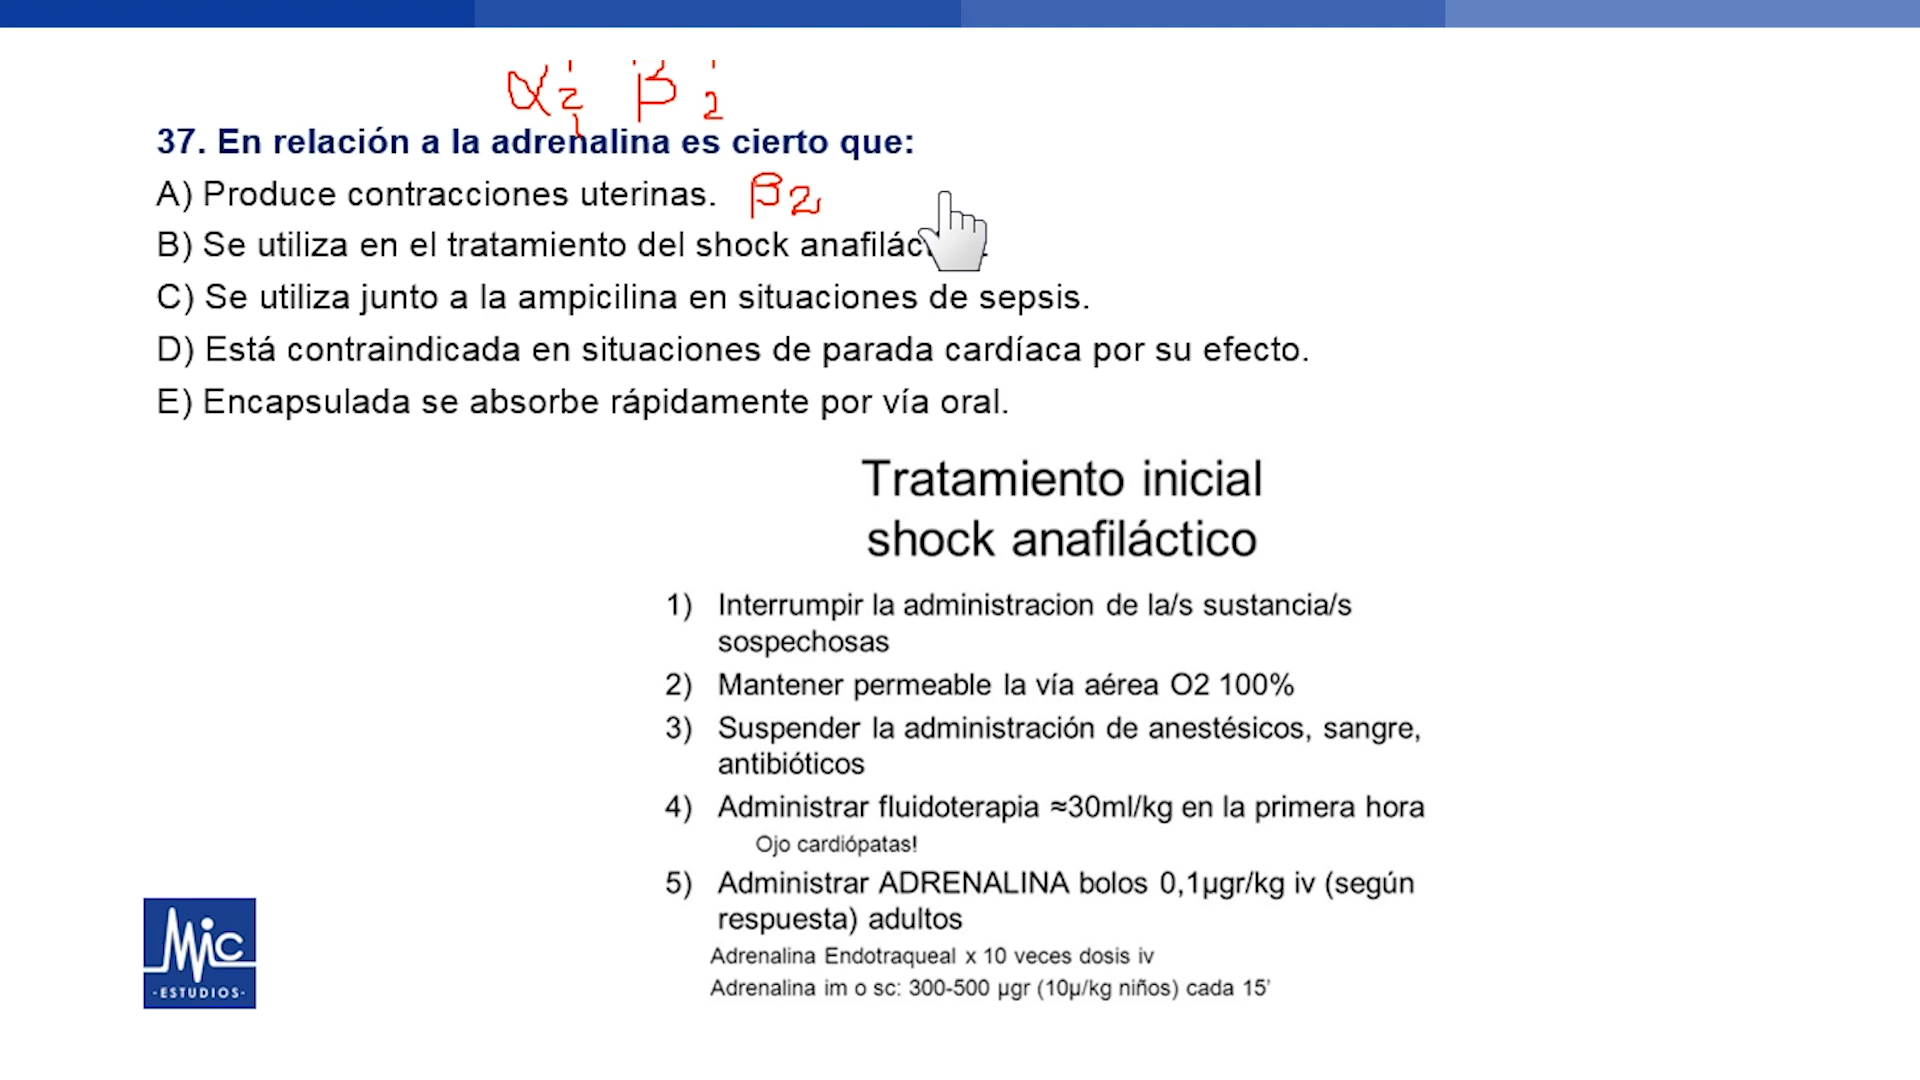 α 1 2 β 1 2
37. En relación a la adrenalina es cierto que:
A) Produce contracciones uterinas. β2
B) Se utiliza en el tratamiento del shock
C) Se utiliza junto a la ampicilina en situaciones de sepsis.
D) Está contraindicada en situaciones de parada cardíaca por su efecto.
E) Encapsulada se absorbe rápidamente por vía oral.
Tratamiento inicial
shock anafiláctico
1) Interrumpir la administracion de la/s sustancia/s
sospechosas
2) Mantener permeable la vía aérea O2 100%
3) Suspender la administración de anestésicos, sangre,
antibióticos
4) Administrar fluidoterapia ≈30ml/kg en la primera hora
Ojo cardiópatas!
5) Administrar ADRENALINA bolos 0,1µgr/kg iv (según
respuesta) adultos
Adrenalina Endotraqueal x 10 veces dosis iv
Adrenalina im o sc: 300-500 µgr (10µ/kg niños) cada 15'
Mic
·ESTUDIOS·